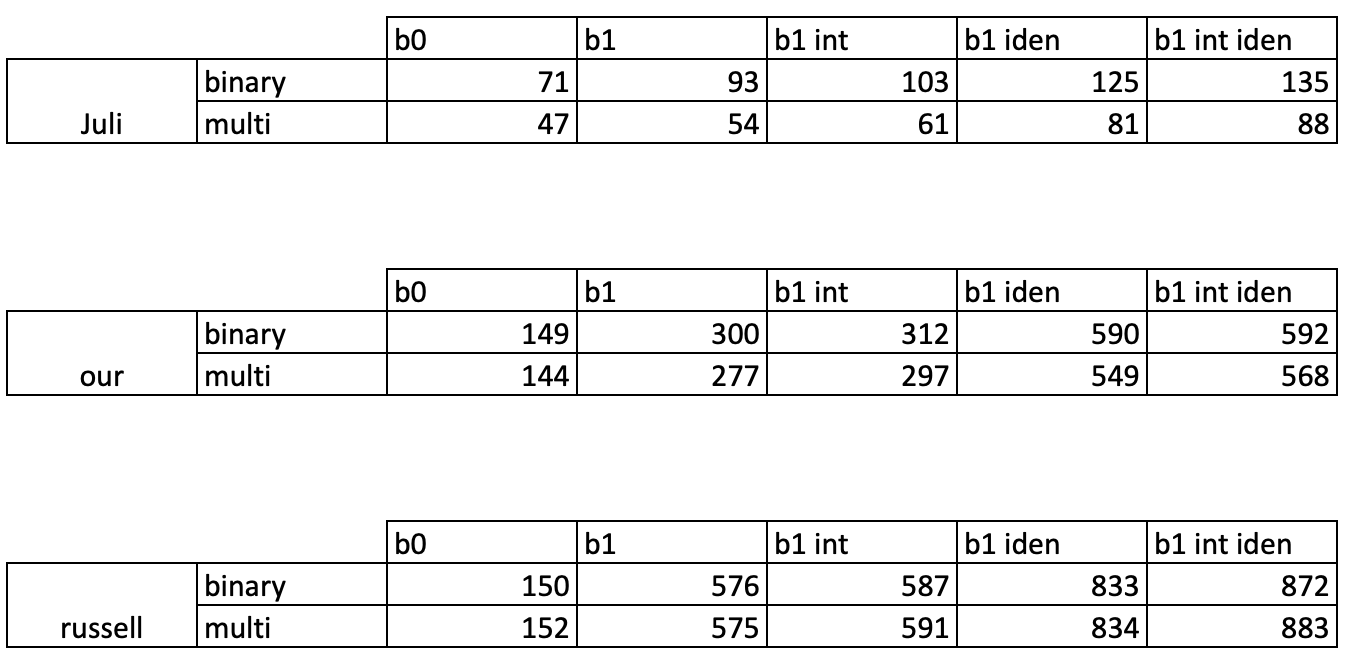 b0 b1 b1 int b1 iden b1 int iden
binary 71 93 103 125 135
Juli multi 47 54 61 81 88
b0 b1 b1 int b1 iden b1 int iden
binary 149 300 312 590 592
our multi 144 277 297 549 568
b0 b1 b1 int b1 iden b1 int iden
binary 150 576 587 833 872
russell multi 152 575 591 834 883